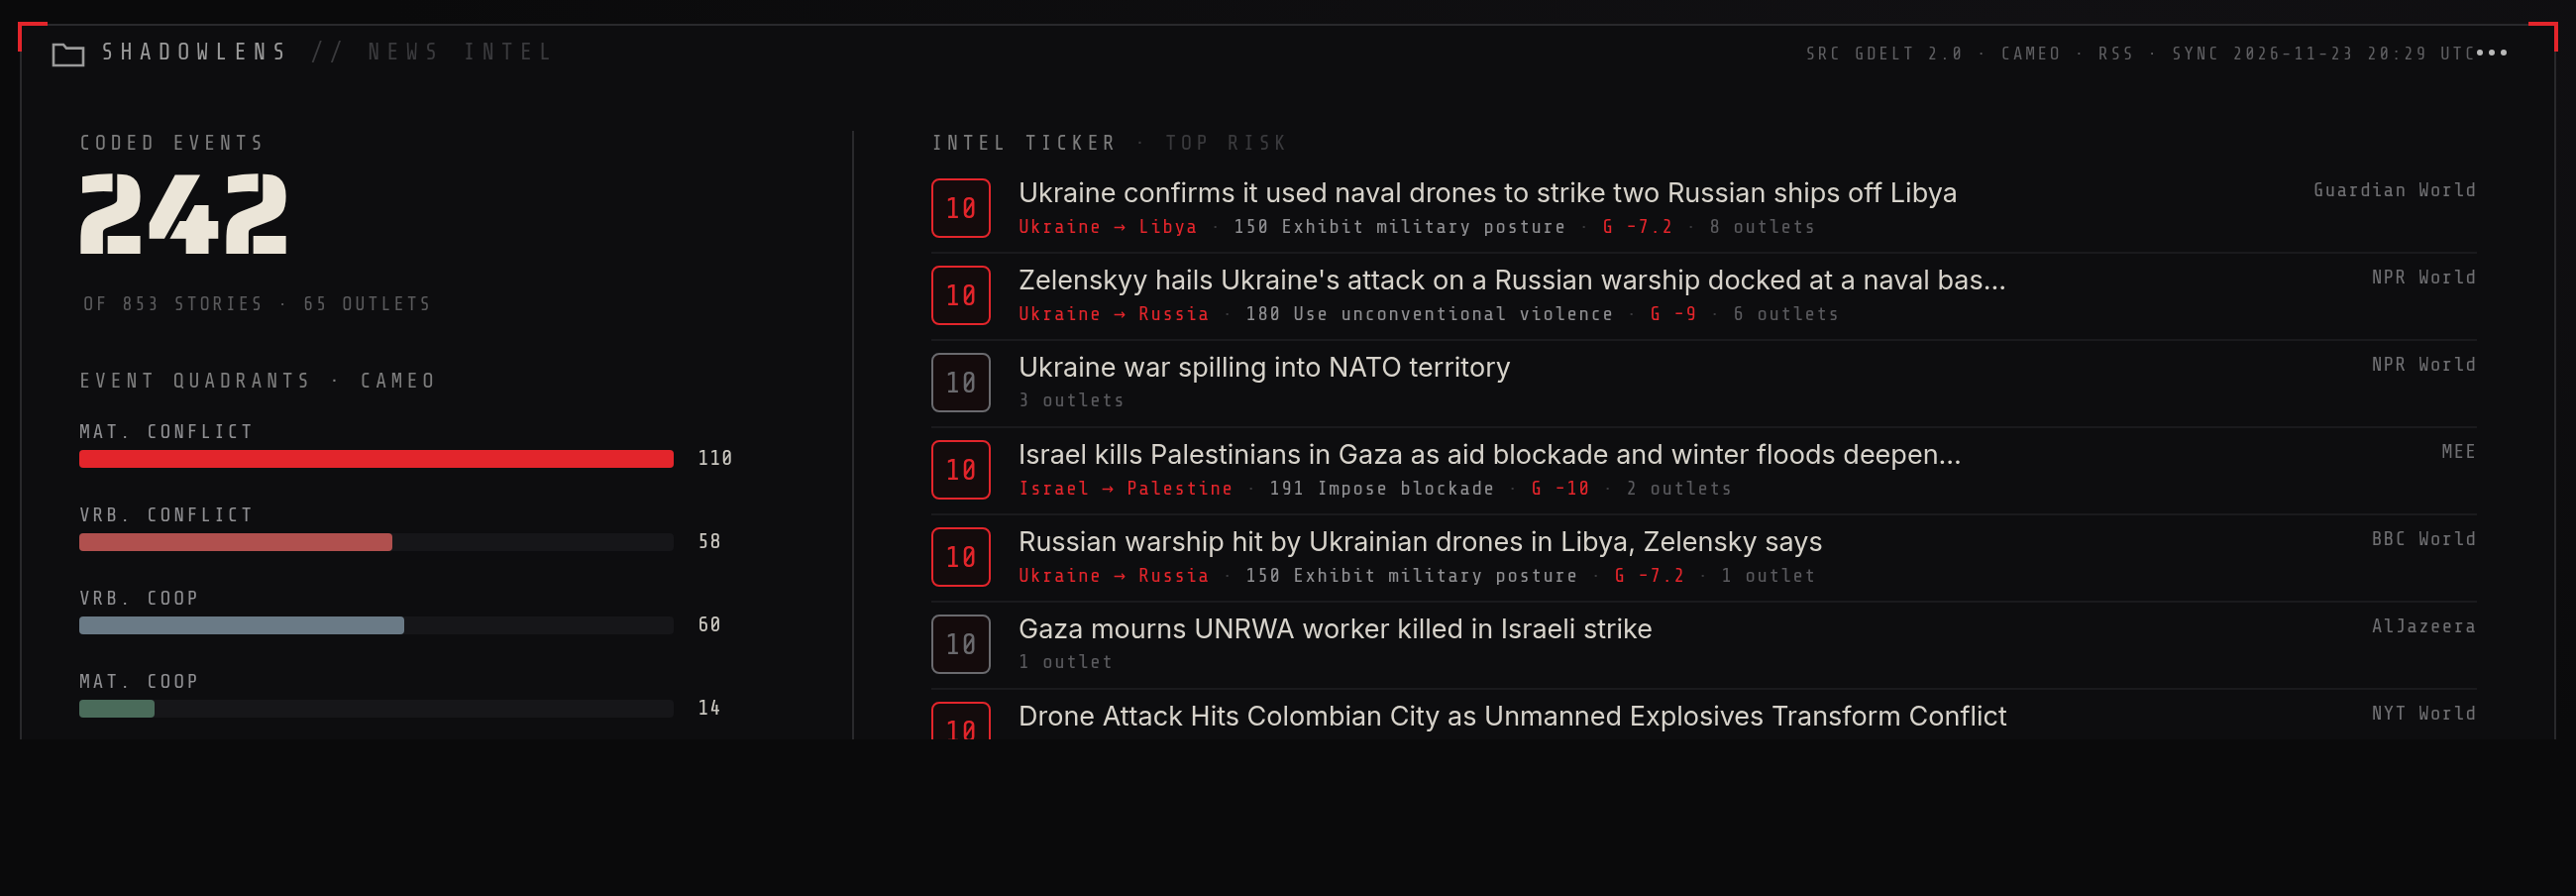 SHADOWLENS // NEWS INTEL
SRC GDELT 2.0 · CAMEO · RSS · SYNC 2026-11-23 20:29 UTC•••
CODED EVENTS
242
OF 853 STORIES · 65 OUTLETS
EVENT QUADRANTS · CAMEO
MAT. CONFLICT
110
VRB. CONFLICT
58
VRB. COOP
60
MAT. COOP
14
INTEL TICKER · TOP RISK
10
Ukraine confirms it used naval drones to strike two Russian ships off Libya
Guardian World
Ukraine → Libya · 150 Exhibit military posture · G -7.2 · 8 outlets
10
Zelenskyy hails Ukraine's attack on a Russian warship docked at a naval bas...
NPR World
Ukraine → Russia · 180 Use unconventional violence · G -9 · 6 outlets
10
Ukraine war spilling into NATO territory
NPR World
3 outlets
10
Israel kills Palestinians in Gaza as aid blockade and winter floods deepen...
MEE
Israel → Palestine · 191 Impose blockade · G -10 · 2 outlets
10
Russian warship hit by Ukrainian drones in Libya, Zelensky says
BBC World
Ukraine → Russia · 150 Exhibit military posture · G -7.2 · 1 outlet
10
Gaza mourns UNRWA worker killed in Israeli strike
AlJazeera
1 outlet
10
Drone Attack Hits Colombian City as Unmanned Explosives Transform Conflict
NYT World